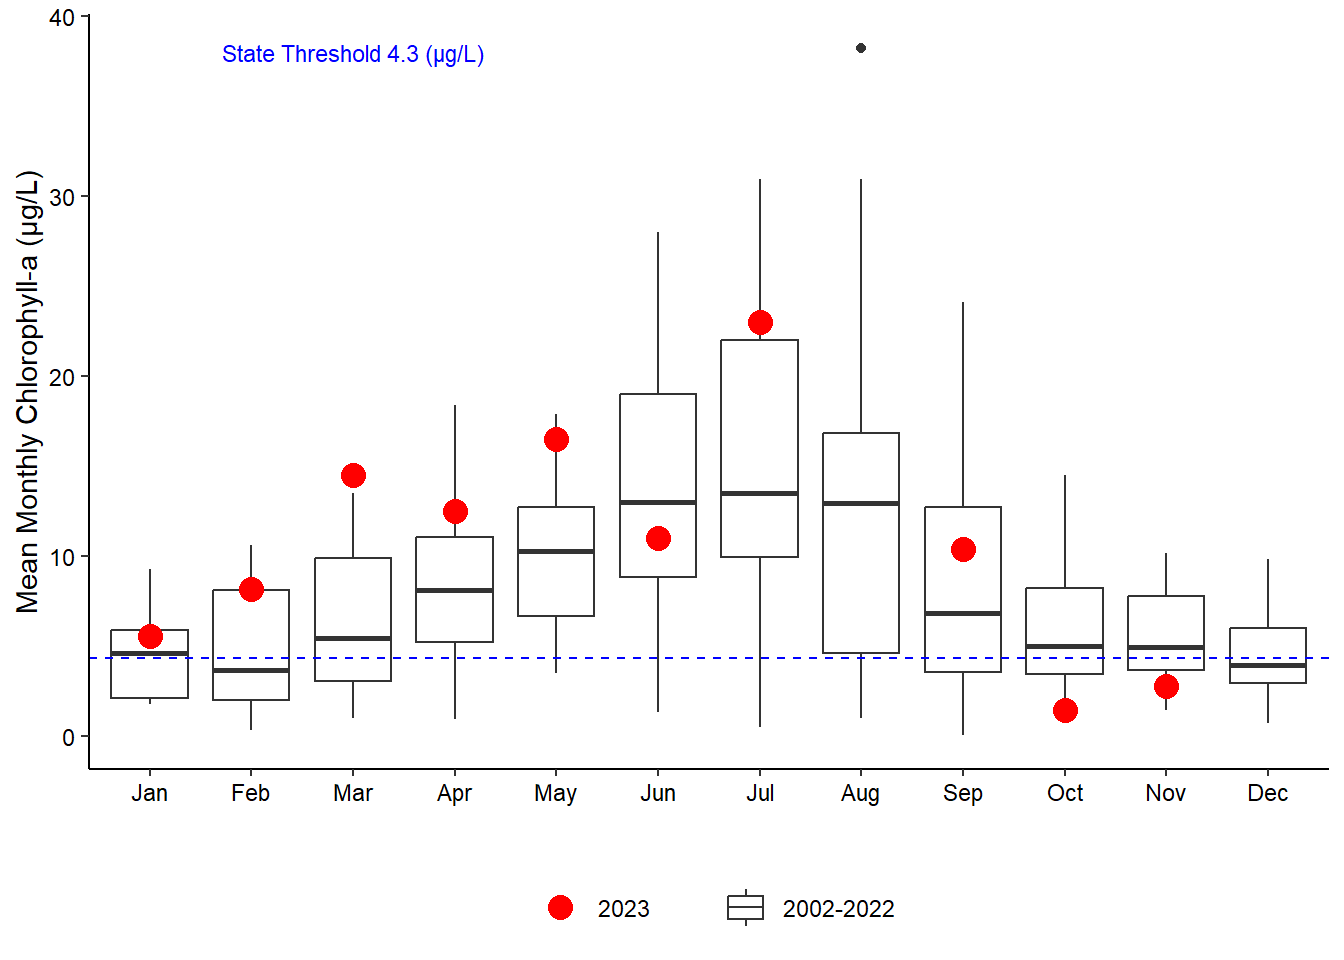 State Threshold 4.3 (µg/L)
Mean Monthly Chlorophyll-a (µg/L)
40
30
20
10
0
Jan Feb Mar Apr May Jun Jul Aug Sep Oct Nov Dec
2023 2002-2022